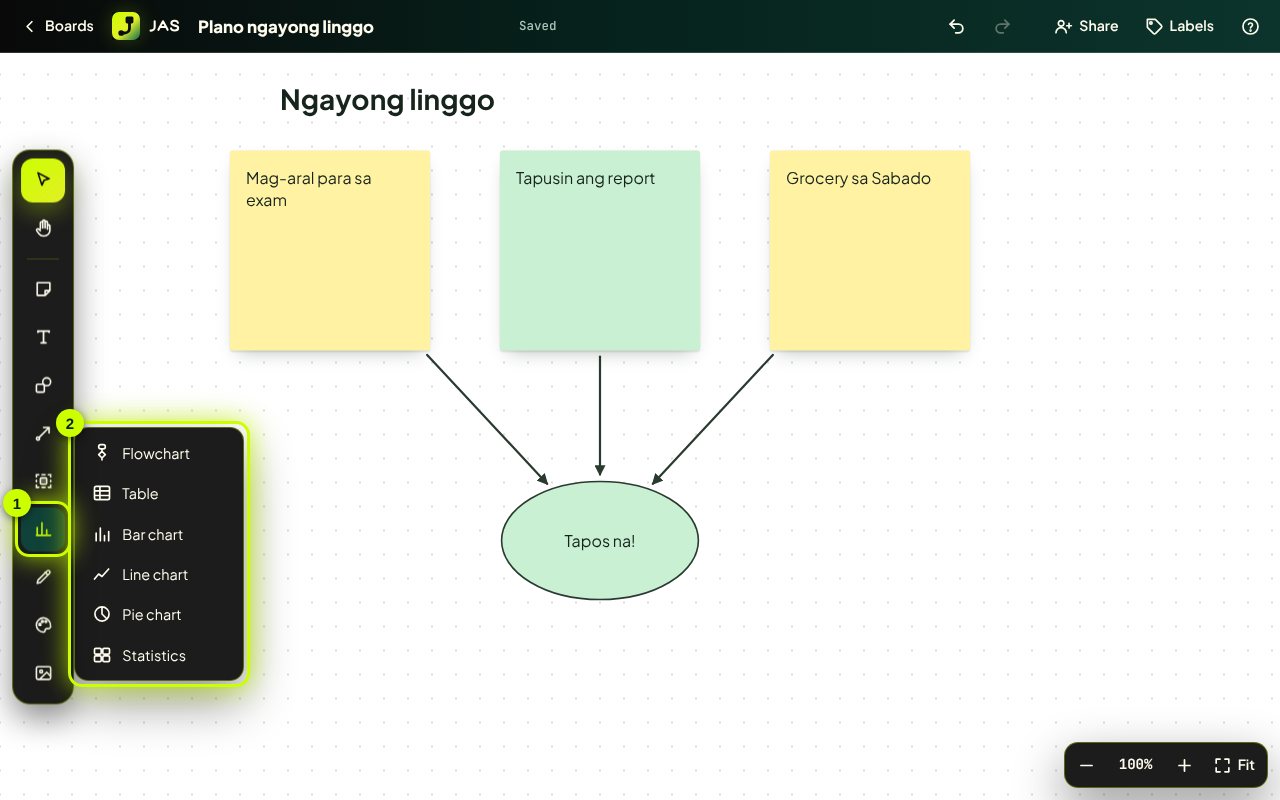 Boards
JAS
Plano ngayong linggo
Saved
Share
Labels
Ngayong linggo
Mag-aral para sa
exam
Tapusin ang report
Grocery sa Sabado
2
Flowchart
Table
1
Bar chart
Line chart
Pie chart
Statistics
Tapos na!
100%
Fit